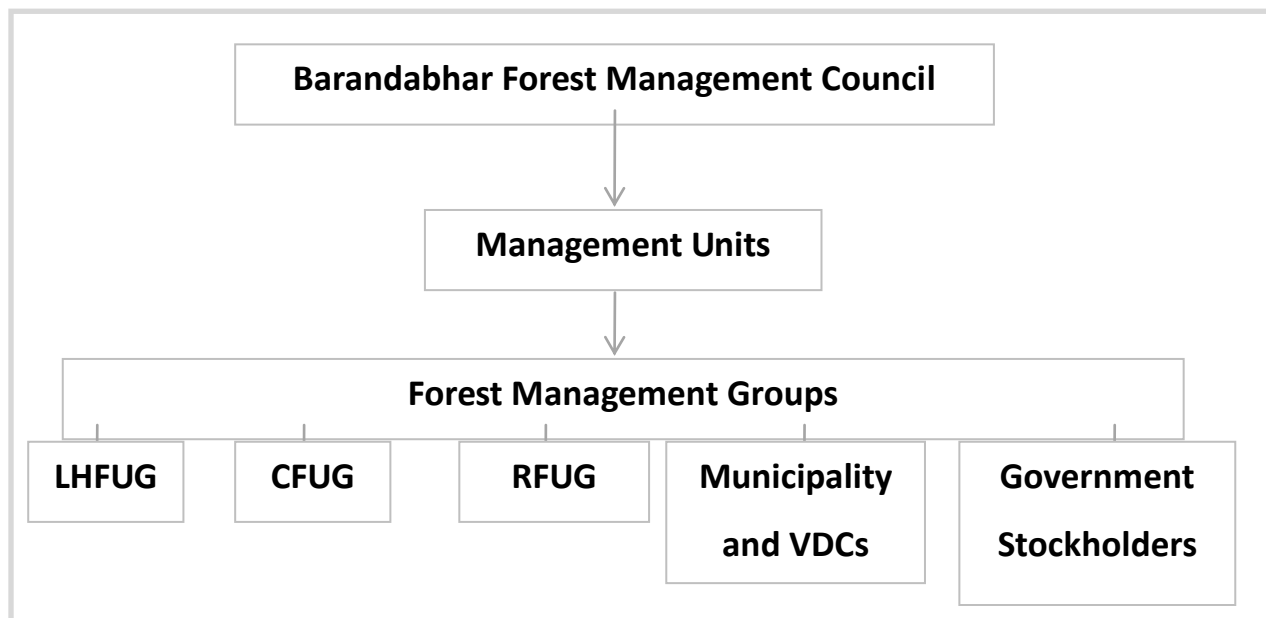 Barandabhar Forest Management Council
Management Units
Forest Management Groups
LHFUG
CFUG
RFUG
Municipality
and VDCs
Government
Stockholders